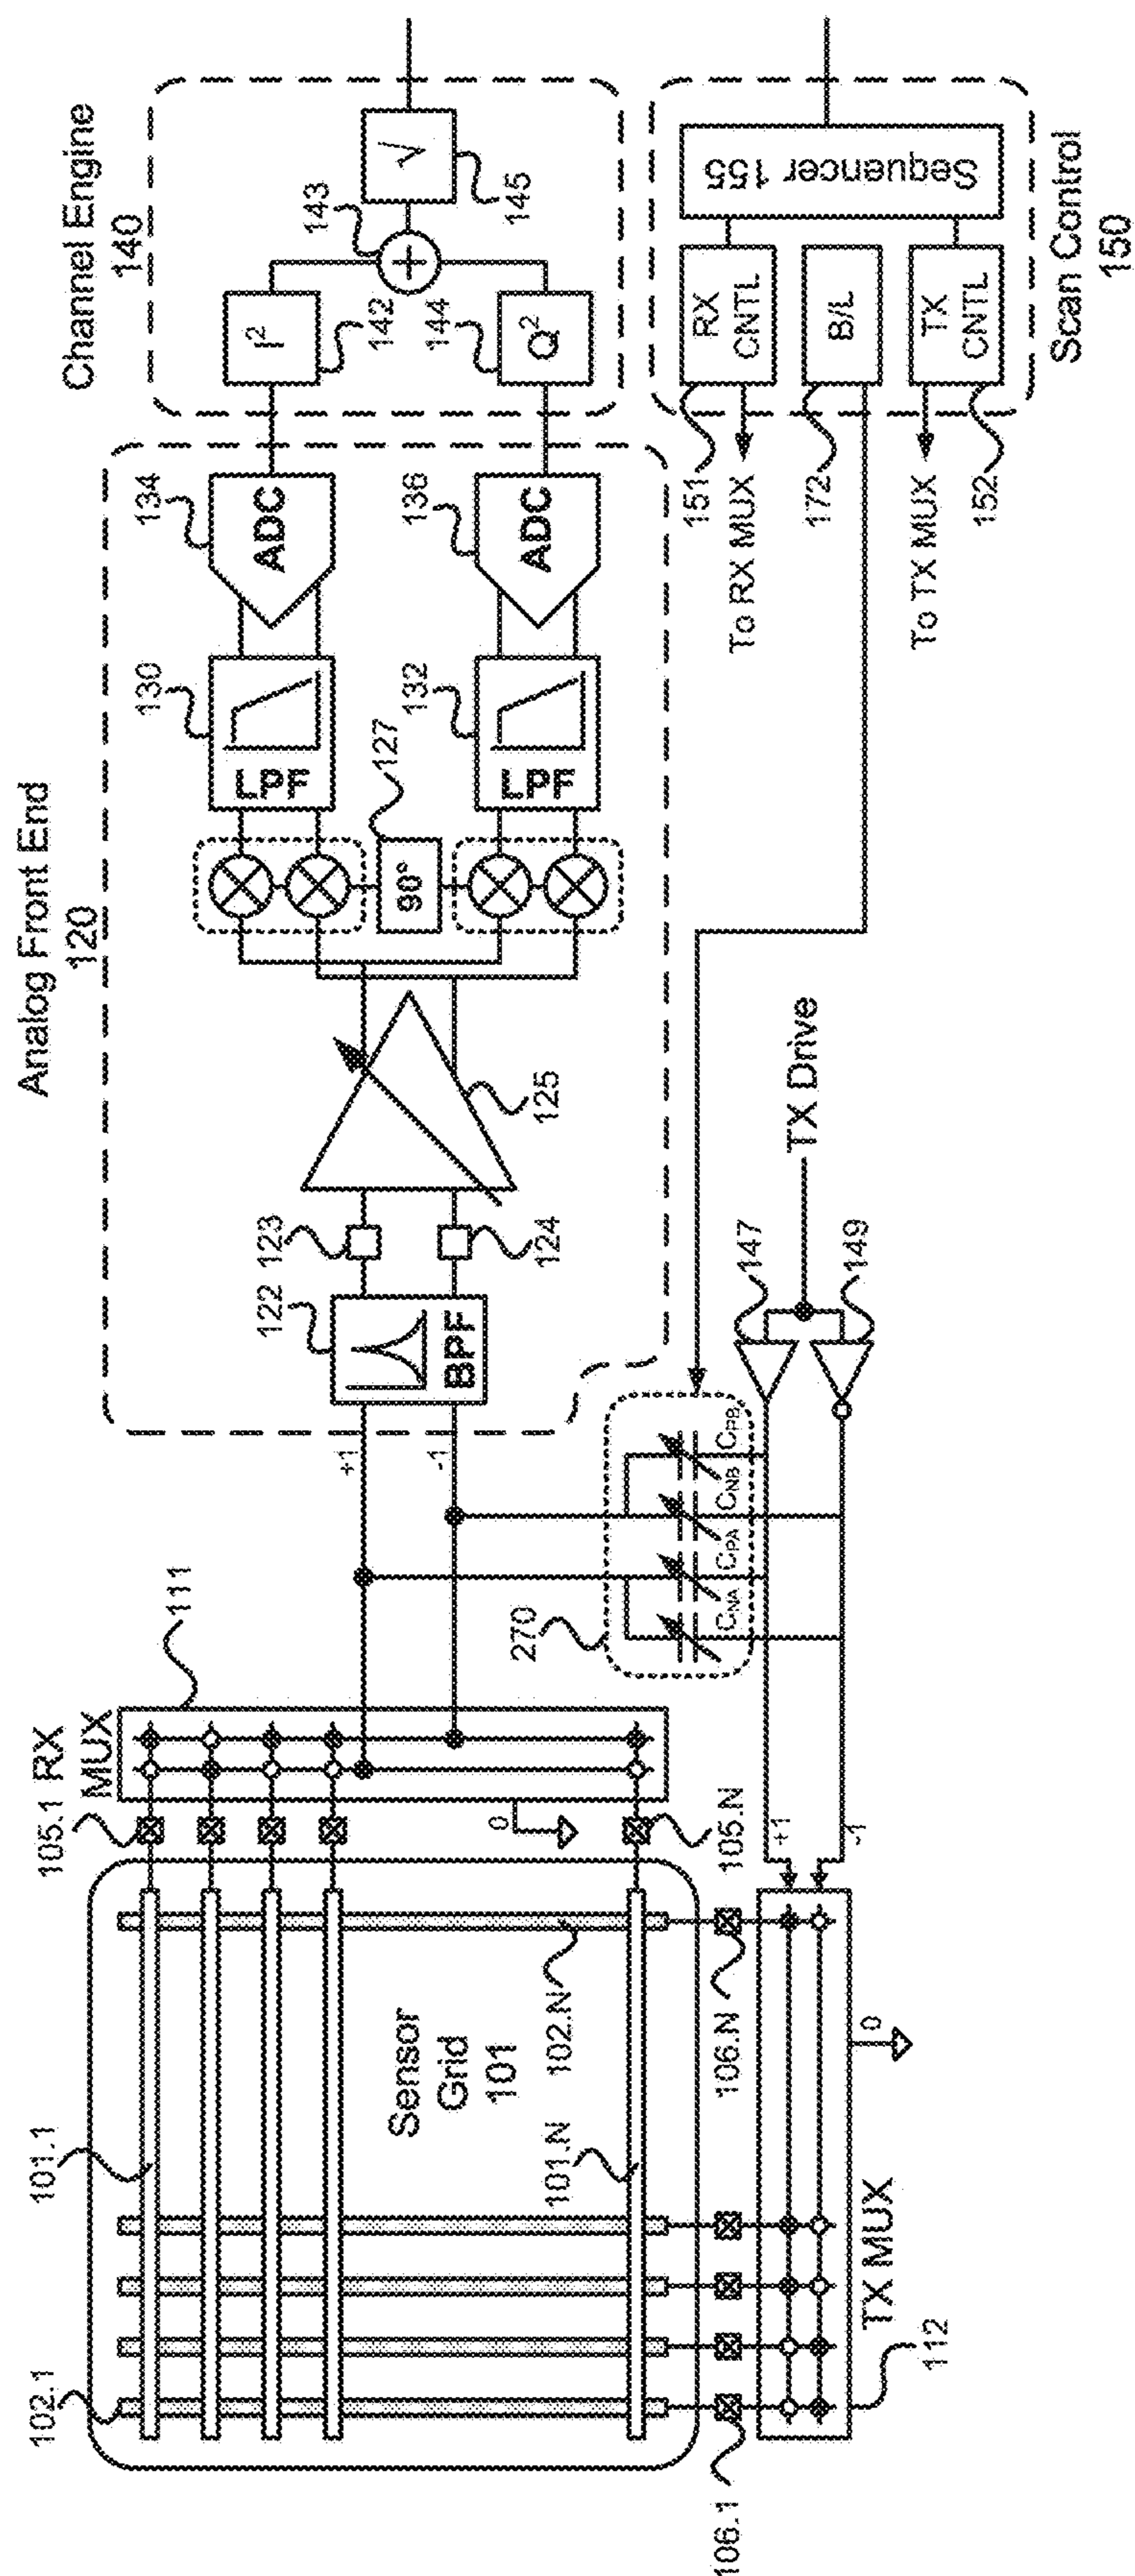 Analog Front End
120
Channel Engine
140
Scan Control
150
Sensor
Grid
101
101.1
101.N
102.1
102.N
105.1
105.N
106.1
106.N
RX
MUX
111
0
TX MUX
112
0
+1
-1
+1
-1
BPF
122
123
124
125
90°
127
LPF
130
LPF
132
ADC
134
ADC
136
I²
142
143
Q²
144
√
145
+
270
CNA
CPA
CNB
CPB
147
149
TX Drive
RX
CNTL
151
To RX MUX
B/L
172
TX
CNTL
152
To TX MUX
Sequencer 155